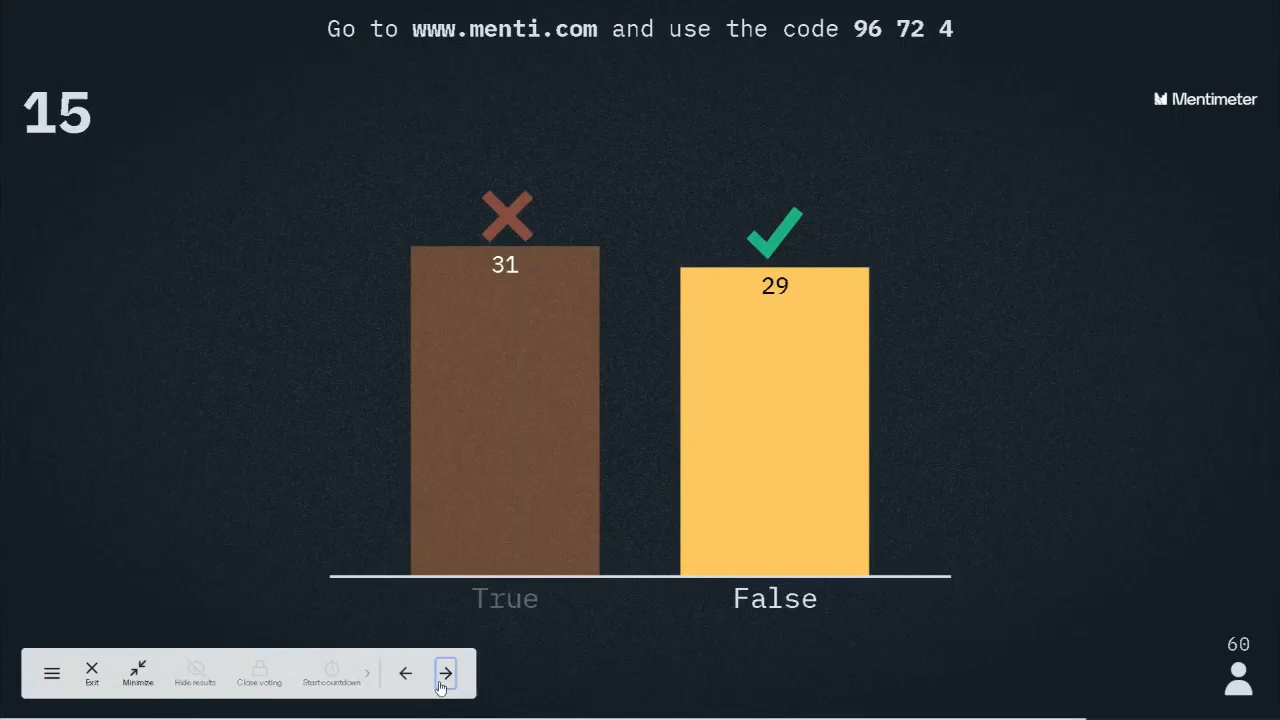 Go to www.menti.com and use the code 96 72 4
15
Mentimeter
31
29
True
False
60
Exit
Minimize
Hide results
Close voting
Start countdown